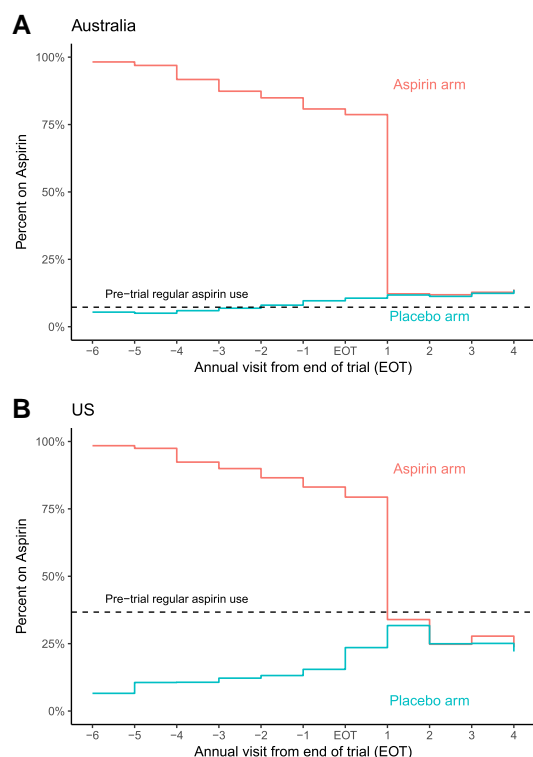 A
Australia
100%
75%
50%
25%
0%
Percent on Aspirin
Aspirin arm
Pre−trial regular aspirin use
Placebo arm
−6 −5 −4 −3 −2 −1 EOT 1 2 3 4
Annual visit from end of trial (EOT)
B
US
100%
75%
50%
25%
0%
Percent on Aspirin
Aspirin arm
Pre−trial regular aspirin use
Placebo arm
−6 −5 −4 −3 −2 −1 EOT 1 2 3 4
Annual visit from end of trial (EOT)